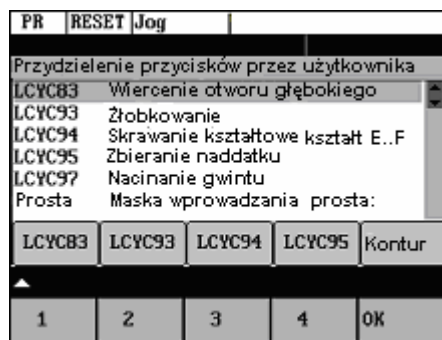 PR RESET Jog
Przydzielenie przycisków przez użytkownika
LCYC83 Wiercenie otworu głębokiego
LCYC93 Żłobkowanie
LCYC94 Skrawanie kształtowe kształt E..F
LCYC95 Zbieranie naddatku
LCYC97 Nacinanie gwintu
Prosta Maska wprowadzania prosta:
LCYC83 LCYC93 LCYC94 LCYC95 Kontur
1 2 3 4 OK